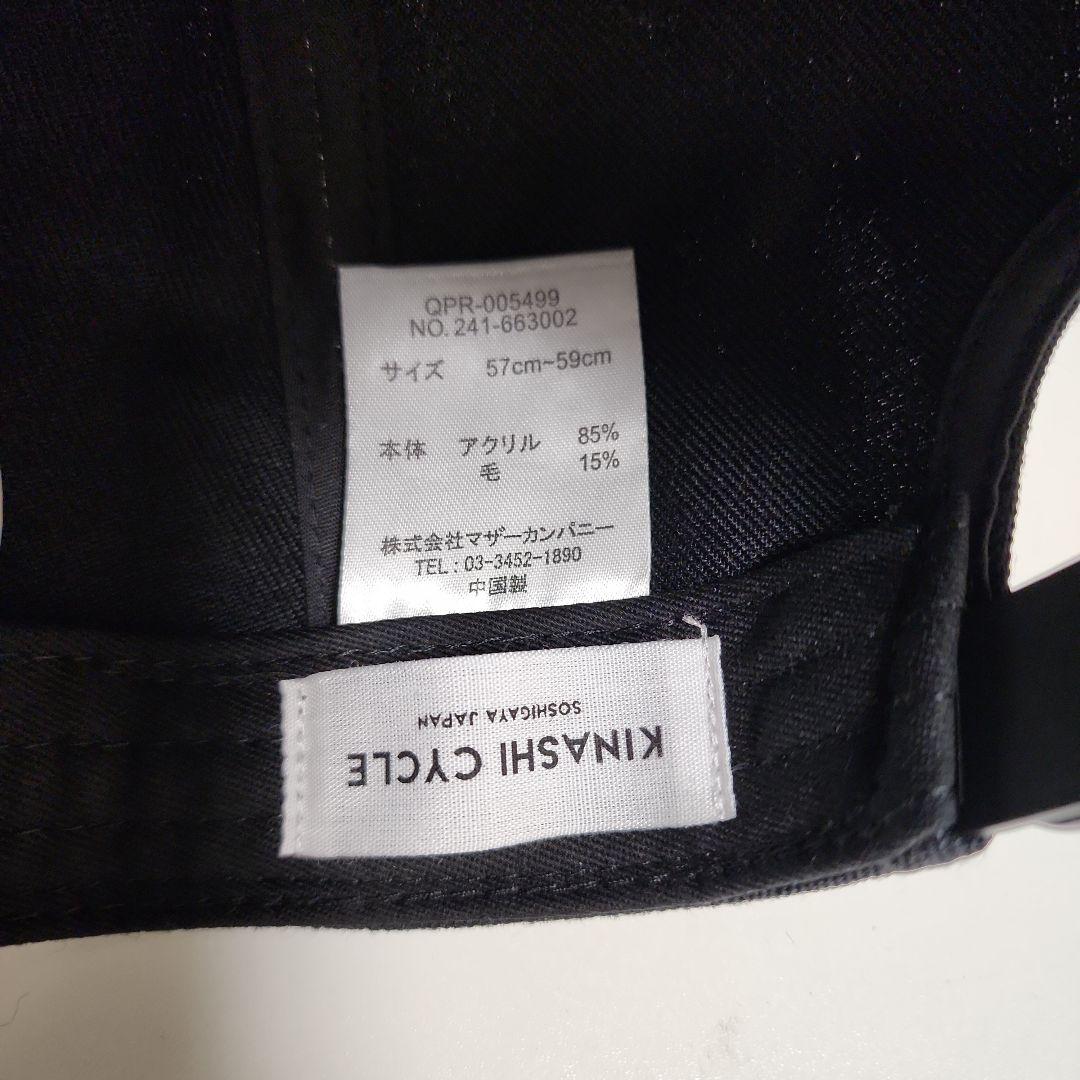 QPR-005499
NO. 241-663002
サイズ 57cm~59cm
本体 アクリル 85%
毛 15%
株式会社マザーカンパニー
TEL : 03-3452-1890
中国製
KINASHI CYCLE
SOSHIGAYA JAPAN